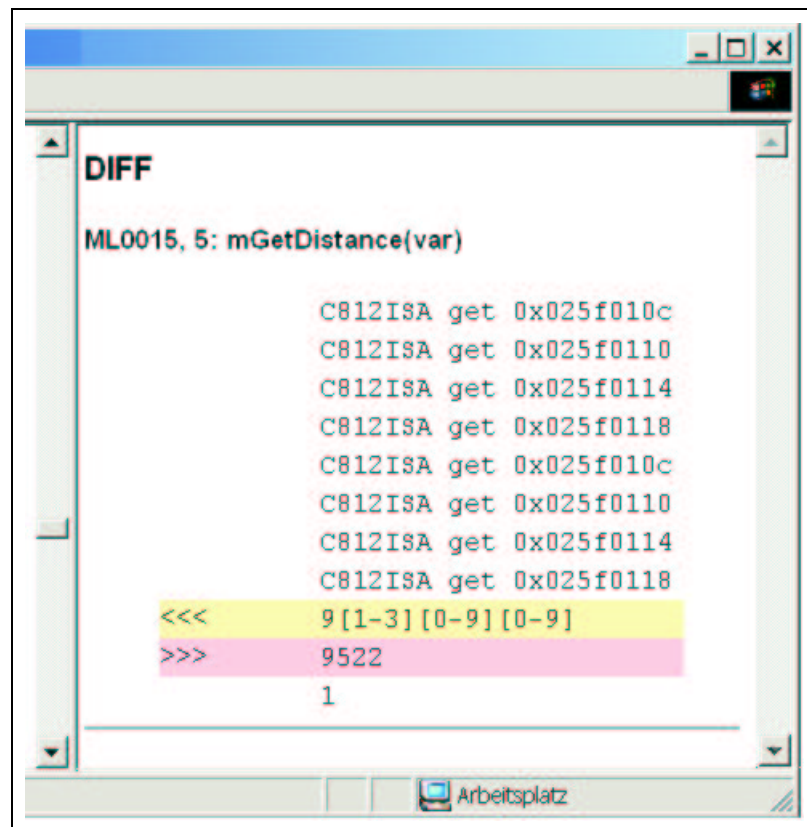 DIFF
ML0015, 5: mGetDistance(var)
C812ISA get 0x025f010c
C812ISA get 0x025f0110
C812ISA get 0x025f0114
C812ISA get 0x025f0118
C812ISA get 0x025f010c
C812ISA get 0x025f0110
C812ISA get 0x025f0114
C812ISA get 0x025f0118
<<< 9[1-3][0-9][0-9]
>>> 9522
1
Arbeitsplatz